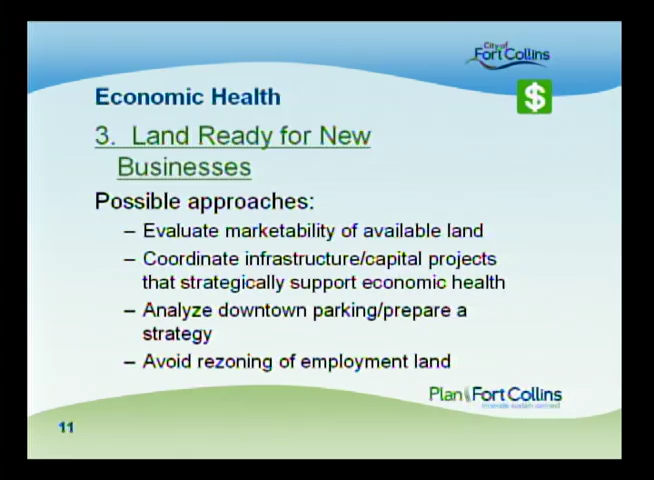 City of
Fort Collins
Economic Health
$
3. Land Ready for New
Businesses
Possible approaches:
– Evaluate marketability of available land
– Coordinate infrastructure/capital projects
that strategically support economic health
– Analyze downtown parking/prepare a
strategy
– Avoid rezoning of employment land
Plan Fort Collins
11